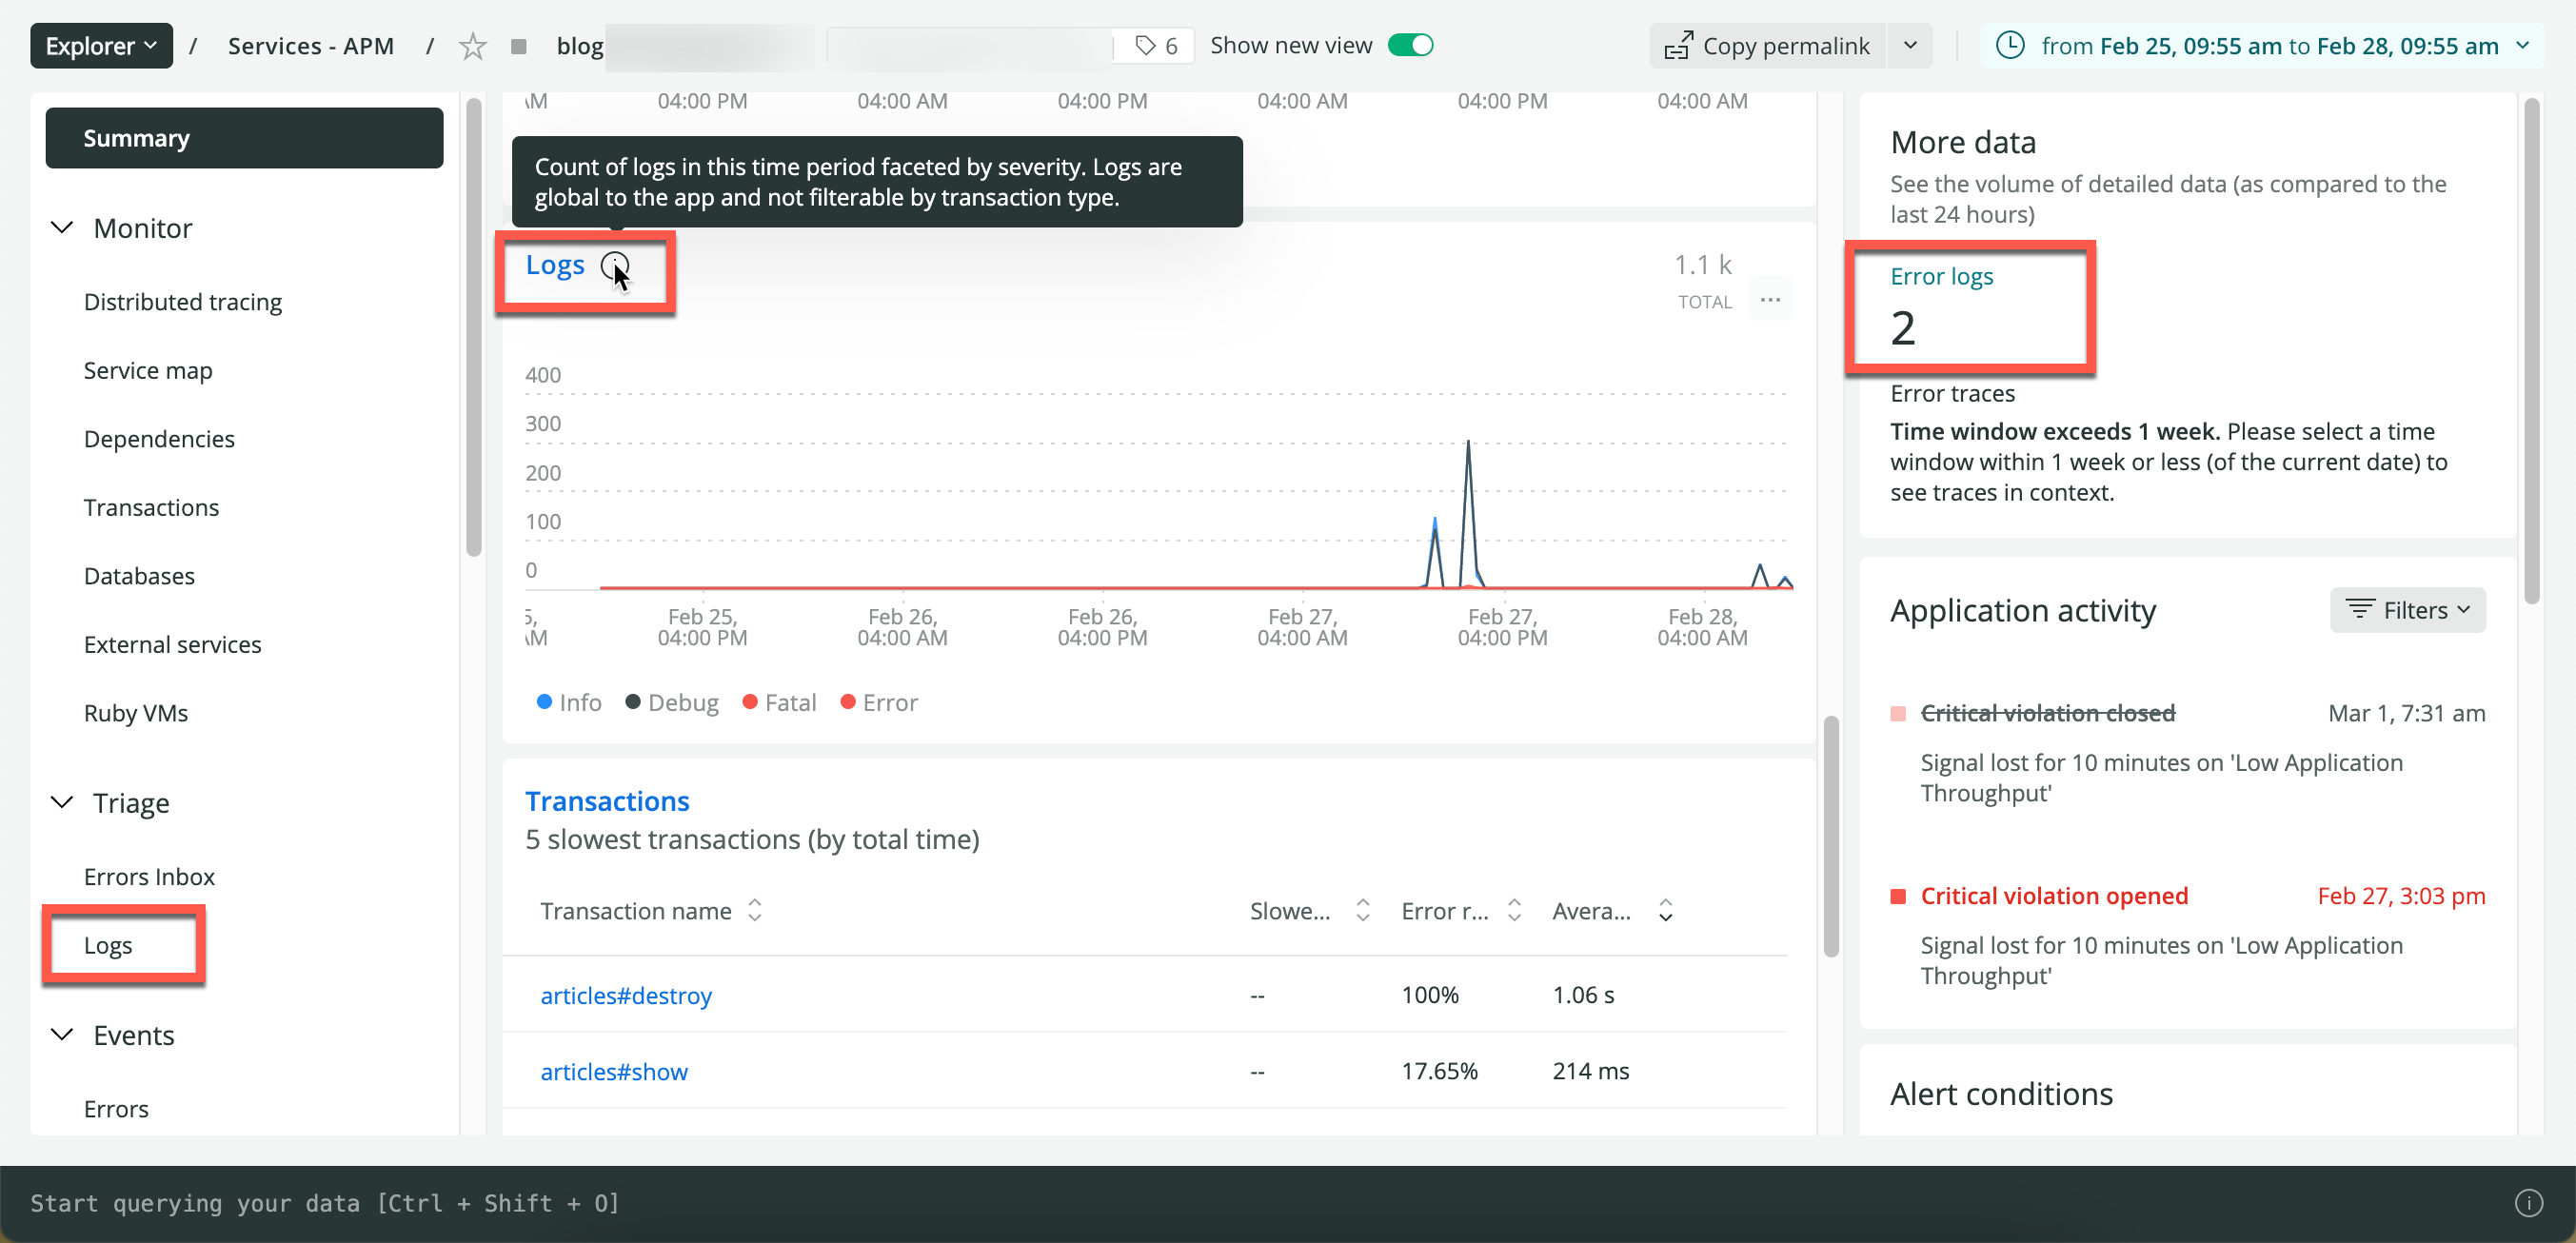 Explorer / Services - APM / blog 6 Show new view Copy permalink from Feb 25, 09:55 am to Feb 28, 09:55 am
Summary
Monitor
Distributed tracing
Service map
Dependencies
Transactions
Databases
External services
Ruby VMs
Triage
Errors Inbox
Logs
Events
Errors
AM 04:00 PM 04:00 AM 04:00 PM 04:00 AM 04:00 PM 04:00 AM
Count of logs in this time period faceted by severity. Logs are
global to the app and not filterable by transaction type.
Logs
1.1 k
TOTAL
400
300
200
100
0
5, Feb 25, Feb 26, Feb 26, Feb 27, Feb 27, Feb 28,
AM 04:00 PM 04:00 AM 04:00 PM 04:00 AM 04:00 PM 04:00 AM
Info Debug Fatal Error
Transactions
5 slowest transactions (by total time)
Transaction name Slowe... Error r... Avera...
articles#destroy -- 100% 1.06 s
articles#show -- 17.65% 214 ms
More data
See the volume of detailed data (as compared to the
last 24 hours)
Error logs
2
Error traces
Time window exceeds 1 week. Please select a time
window within 1 week or less (of the current date) to
see traces in context.
Application activity Filters
Critical violation closed Mar 1, 7:31 am
Signal lost for 10 minutes on 'Low Application
Throughput'
Critical violation opened Feb 27, 3:03 pm
Signal lost for 10 minutes on 'Low Application
Throughput'
Alert conditions
Start querying your data [Ctrl + Shift + O]